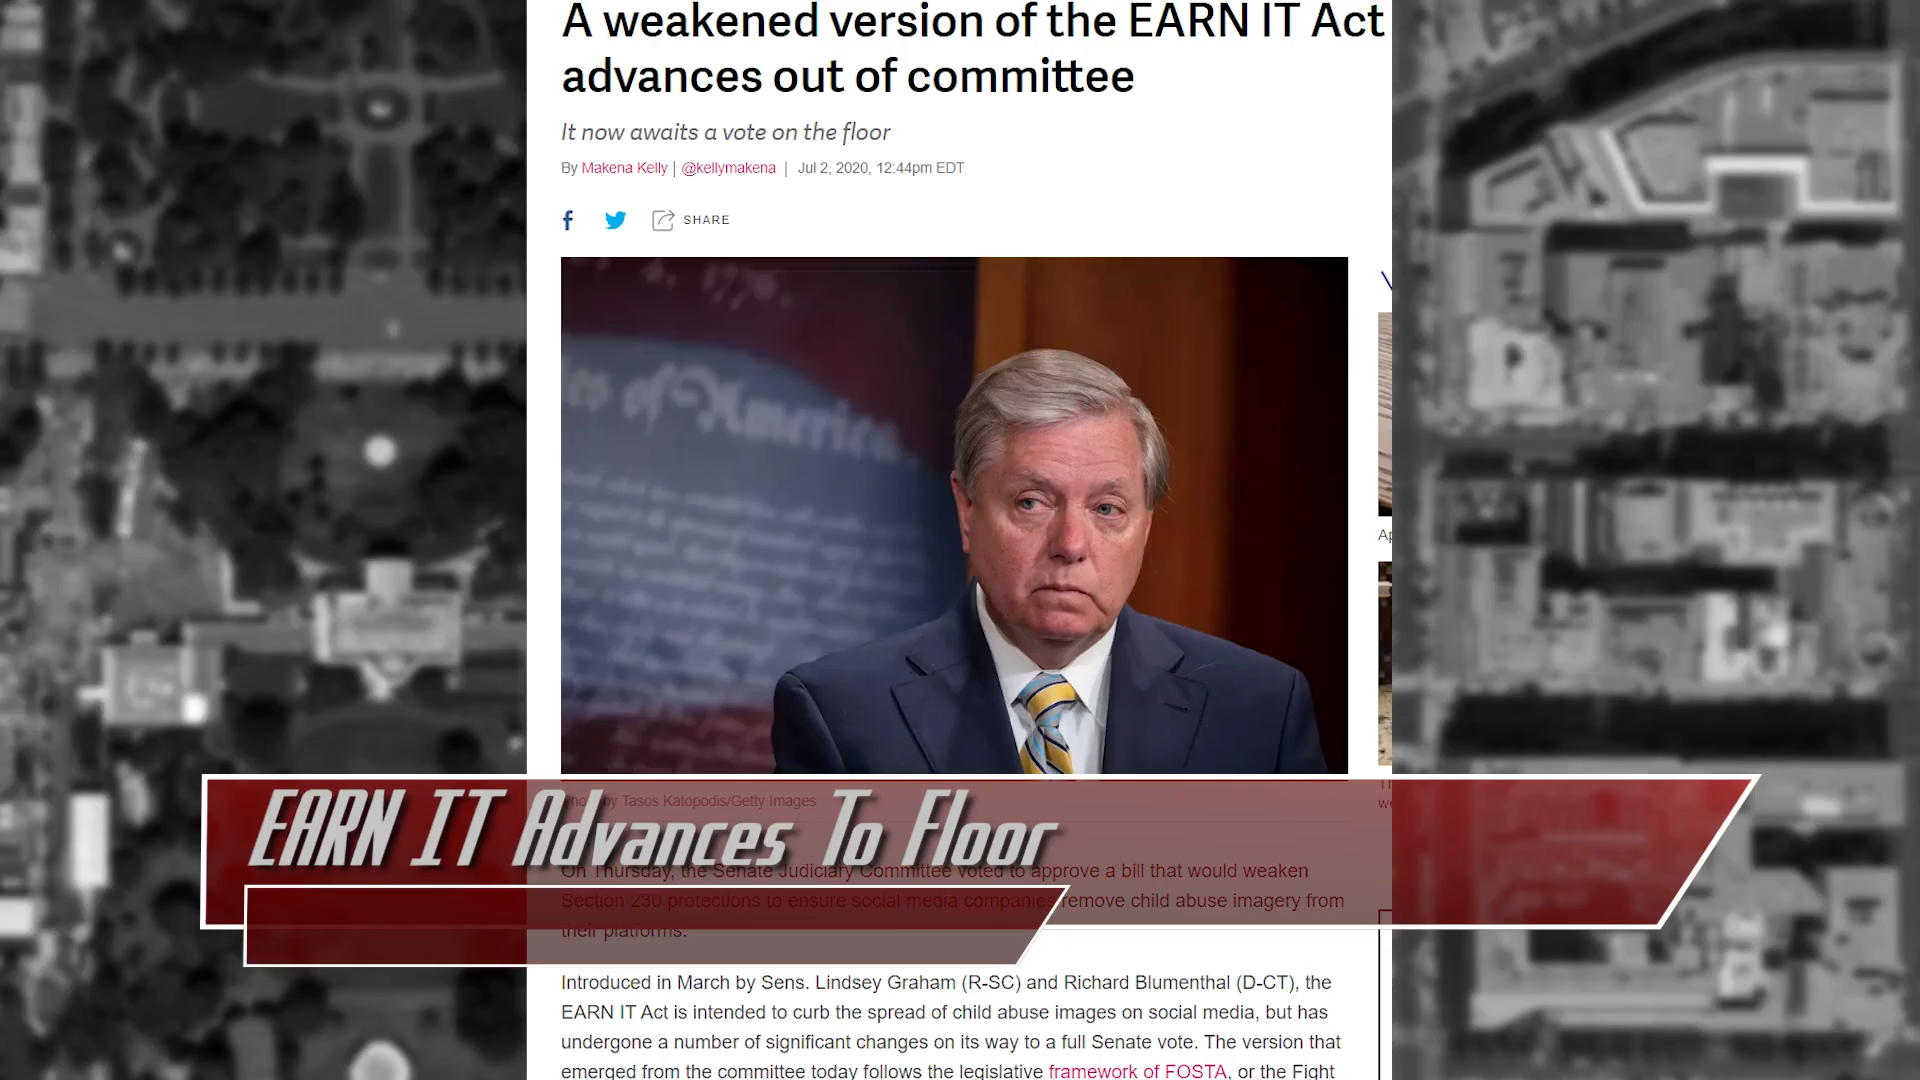 A weakened version of the EARN IT Act
advances out of committee
It now awaits a vote on the floor
By Makena Kelly | @kellymakena | Jul 2, 2020, 12:44pm EDT
SHARE
of America
by Tasos Katopodis/Getty Images
EARN IT Advances To Floor
On Thursday, the Senate Judiciary Committee voted to approve a bill that would weaken
Section 230 protections to ensure social media companies remove child abuse imagery from
their platforms.
Introduced in March by Sens. Lindsey Graham (R-SC) and Richard Blumenthal (D-CT), the
EARN IT Act is intended to curb the spread of child abuse images on social media, but has
undergone a number of significant changes on its way to a full Senate vote. The version that
emerged from the committee today follows the legislative framework of FOSTA, or the Fight